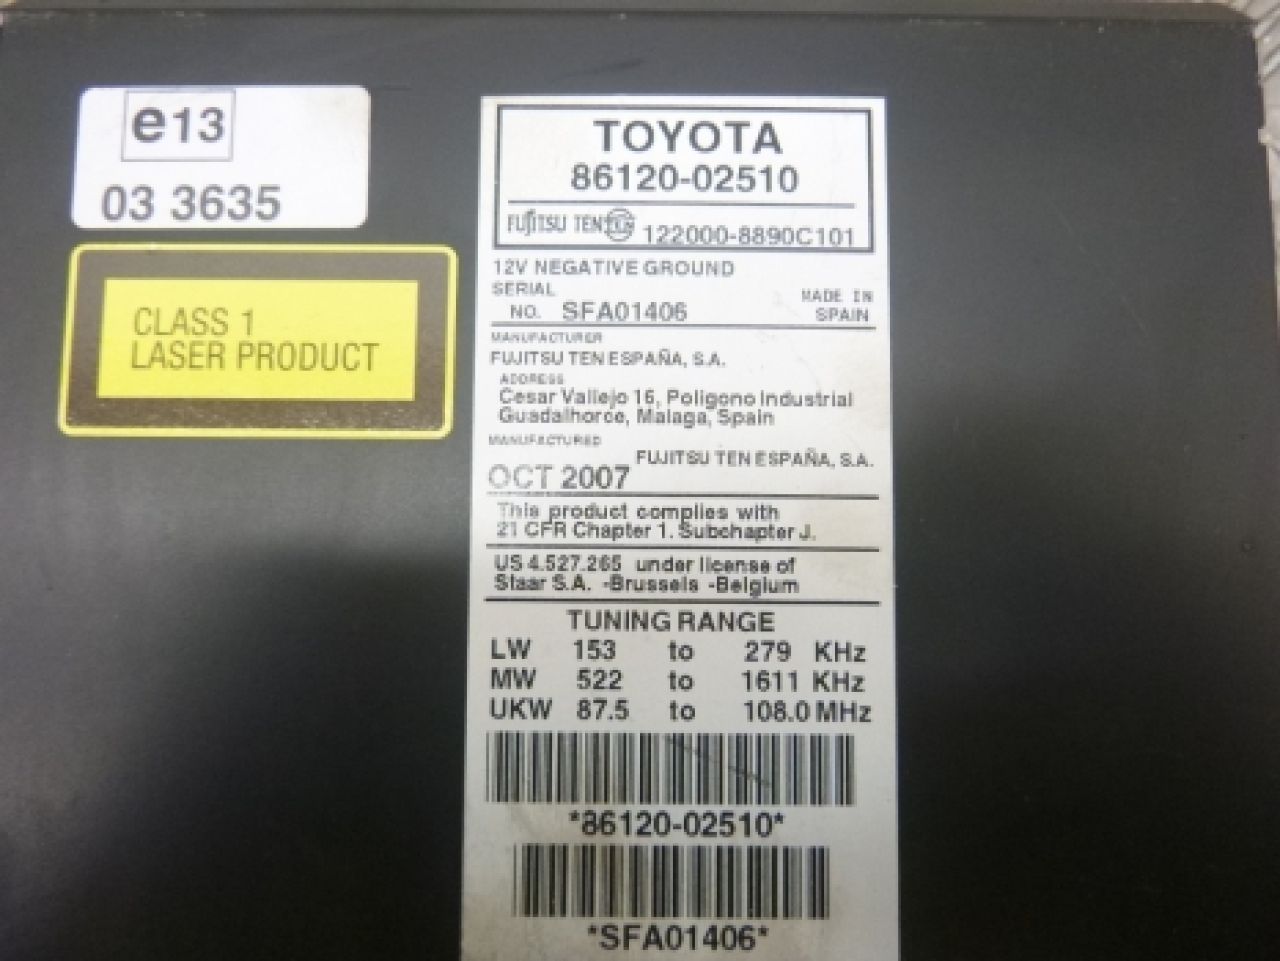 e13
03 3635
CLASS 1
LASER PRODUCT
TOYOTA
86120-02510
FUJITSU TEN TEN 122000-8890C101
12V NEGATIVE GROUND
SERIAL
NO. SFA01406
MADE IN
SPAIN
MANUFACTURER
FUJITSU TEN ESPAÑA, S.A.
ADDRESS
Cesar Vallejo 16, Poligono Industrial
Guadalhorce, Malaga, Spain
MANUFACTURED
FUJITSU TEN ESPAÑA, S.A.
OCT 2007
This product complies with
21 CFR Chapter 1. Subchapter J.
US 4.527.265 under license of
Staar S.A. -Brussels -Belgium
TUNING RANGE
LW 153 to 279 KHz
MW 522 to 1611 KHz
UKW 87.5 to 108.0 MHz
*86120-02510*
*SFA01406*